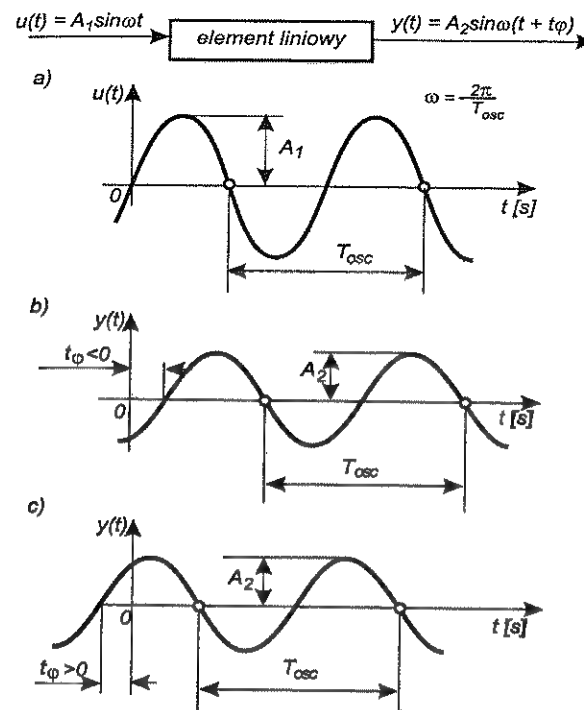 u(t) = A₁sinωt
element liniowy
y(t) = A₂sinω(t + tφ)
a)
u(t)
ω = 2π / Tosc
A₁
0
t [s]
Tosc
b)
y(t)
tφ<0
A₂
0
t [s]
Tosc
c)
y(t)
A₂
0
t [s]
tφ>0
Tosc